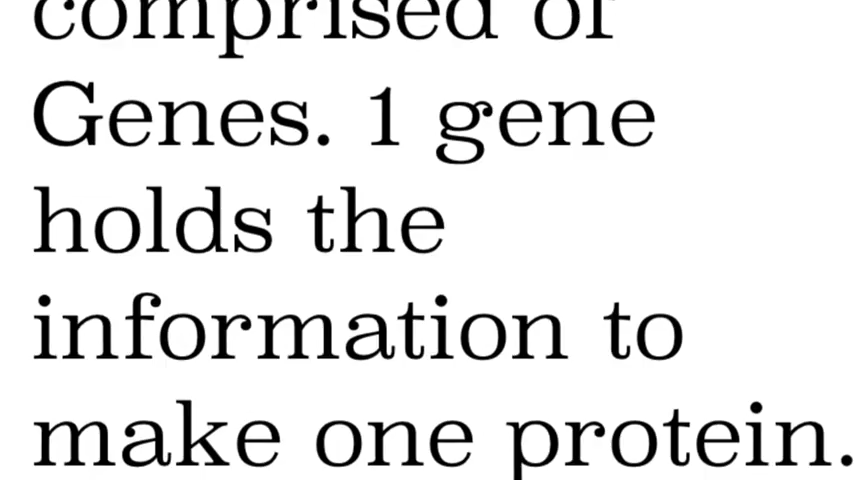 comprised of
Genes. 1 gene
holds the
information to
make one protein.